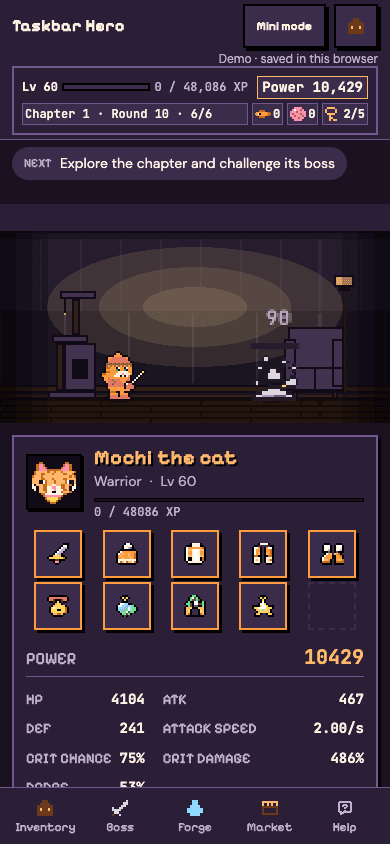 Taskbar Hero
Mini mode
Demo · saved in this browser
Lv 60 0 / 48,086 XP Power 10,429
Chapter 1 · Round 10 · 6/6 0 0 2/5
NEXT Explore the chapter and challenge its boss
90
Mochi the cat
Warrior · Lv 60
0 / 48086 XP
POWER 10429
HP 4104 ATK 467
DEF 241 ATTACK SPEED 2.00/s
CRIT CHANCE 75% CRIT DAMAGE 486%
DODGE 53%
Inventory Boss Forge Market Help